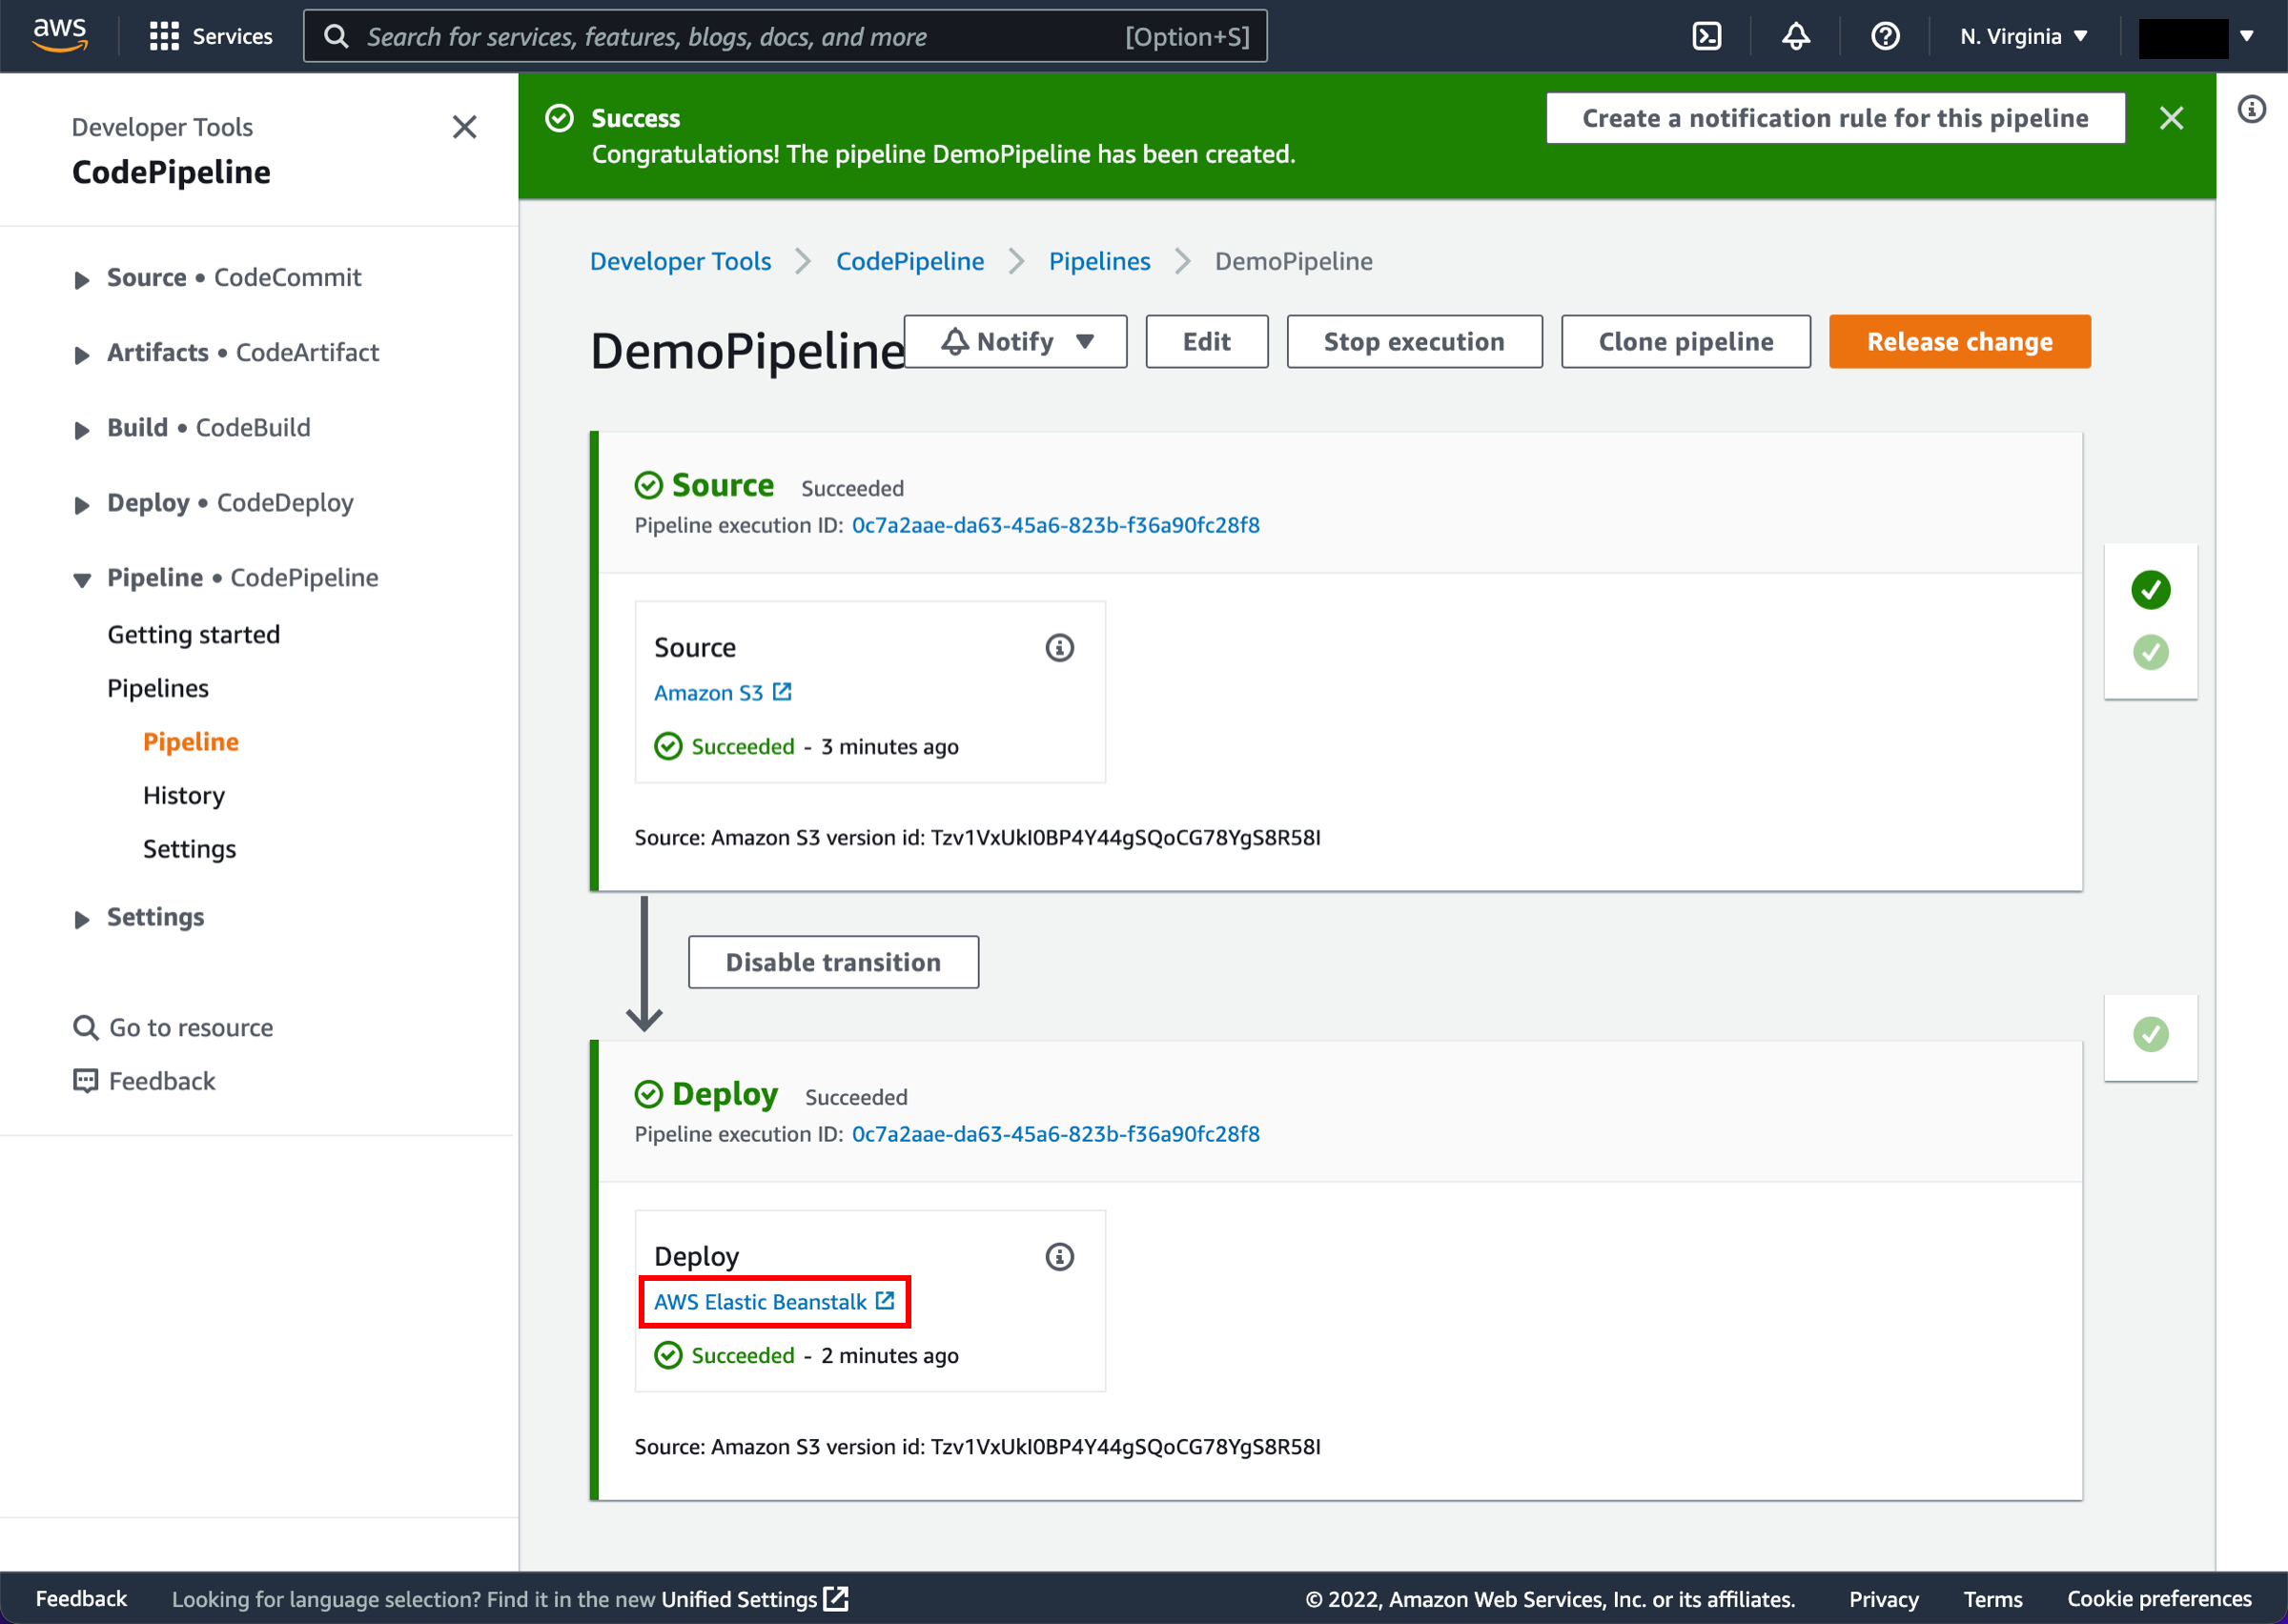 aws
Services
Search for services, features, blogs, docs, and more [Option+S]
N. Virginia
Developer Tools
CodePipeline
Source • CodeCommit
Artifacts • CodeArtifact
Build • CodeBuild
Deploy • CodeDeploy
Pipeline • CodePipeline
Getting started
Pipelines
Pipeline
History
Settings
Settings
Go to resource
Feedback
Success
Congratulations! The pipeline DemoPipeline has been created.
Create a notification rule for this pipeline
Developer Tools
CodePipeline
Pipelines
DemoPipeline
DemoPipeline
Notify
Edit
Stop execution
Clone pipeline
Release change
Source Succeeded
Pipeline execution ID: 0c7a2aae-da63-45a6-823b-f36a90fc28f8
Source
Amazon S3
Succeeded - 3 minutes ago
Source: Amazon S3 version id: Tzv1VxUkI0BP4Y44gSQoCG78YgS8R58I
Disable transition
Deploy Succeeded
Pipeline execution ID: 0c7a2aae-da63-45a6-823b-f36a90fc28f8
Deploy
AWS Elastic Beanstalk
Succeeded - 2 minutes ago
Source: Amazon S3 version id: Tzv1VxUkI0BP4Y44gSQoCG78YgS8R58I
Feedback
Looking for language selection? Find it in the new Unified Settings
© 2022, Amazon Web Services, Inc. or its affiliates.
Privacy
Terms
Cookie preferences